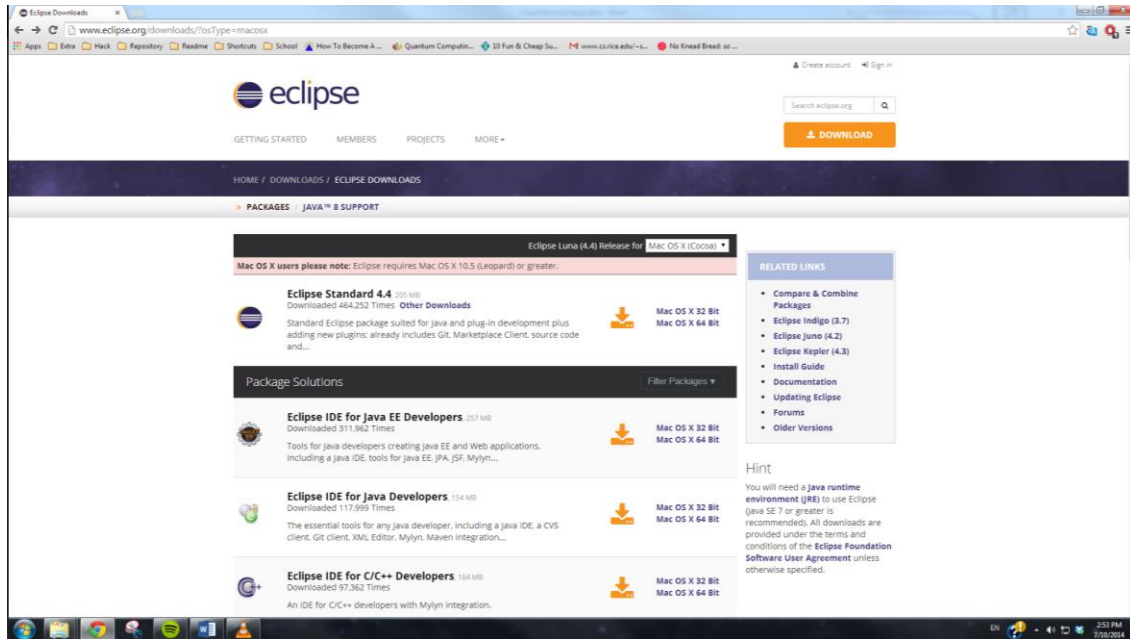 Eclipse Downloads
www.eclipse.org/downloads/?osType=macosx
Apps Extra Hack Repository Readme Shortcuts School How To Become A ... Quantum Computin... 10 Fun & Cheap Su... www.cs.rice.edu/~s... No Knead Bread: so ...
Create account Sign in
eclipse
Search eclipse.org
DOWNLOAD
GETTING STARTED MEMBERS PROJECTS MORE
HOME / DOWNLOADS / ECLIPSE DOWNLOADS
» PACKAGES / JAVA™ 8 SUPPORT
Eclipse Luna (4.4) Release for Mac OS X (Cocoa)
Mac OS X users please note: Eclipse requires Mac OS X 10.5 (Leopard) or greater.
Eclipse Standard 4.4, 205 MB
Downloaded 464,252 Times Other Downloads
Standard Eclipse package suited for Java and plug-in development plus
adding new plugins; already includes Git, Marketplace Client, source code
and...
Mac OS X 32 Bit
Mac OS X 64 Bit
Package Solutions
Filter Packages ▼
Eclipse IDE for Java EE Developers, 257 MB
Downloaded 311,962 Times
Tools for Java developers creating Java EE and Web applications,
including a Java IDE, tools for Java EE, JPA, JSF, Mylyn...
Mac OS X 32 Bit
Mac OS X 64 Bit
Eclipse IDE for Java Developers, 154 MB
Downloaded 117,999 Times
The essential tools for any Java developer, including a Java IDE, a CVS
client, Git client, XML Editor, Mylyn, Maven integration...
Mac OS X 32 Bit
Mac OS X 64 Bit
Eclipse IDE for C/C++ Developers, 164 MB
Downloaded 97,362 Times
An IDE for C/C++ developers with Mylyn integration.
Mac OS X 32 Bit
Mac OS X 64 Bit
RELATED LINKS
• Compare & Combine
Packages
• Eclipse Indigo (3.7)
• Eclipse Juno (4.2)
• Eclipse Kepler (4.3)
• Install Guide
• Documentation
• Updating Eclipse
• Forums
• Older Versions
Hint
You will need a Java runtime
environment (JRE) to use Eclipse
(Java SE 7 or greater is
recommended). All downloads are
provided under the terms and
conditions of the Eclipse Foundation
Software User Agreement unless
otherwise specified.
EN
2:53 PM
7/10/2014